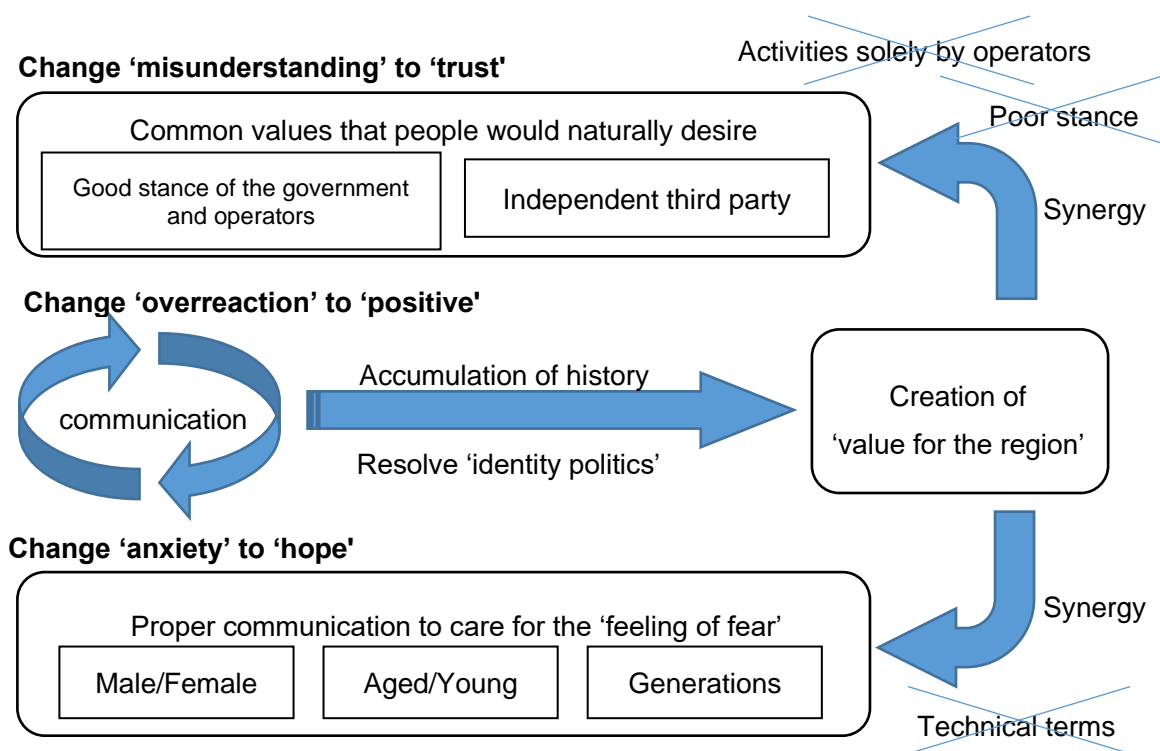 Activities solely by operators
Change ‘misunderstanding’ to ‘trust'
Poor stance
Common values that people would naturally desire
Good stance of the government
and operators
Independent third party
Synergy
Change ‘overreaction’ to ‘positive'
communication
Accumulation of history
Resolve ‘identity politics’
Creation of
‘value for the region’
Change ‘anxiety’ to ‘hope'
Proper communication to care for the ‘feeling of fear’
Male/Female
Aged/Young
Generations
Synergy
Technical terms